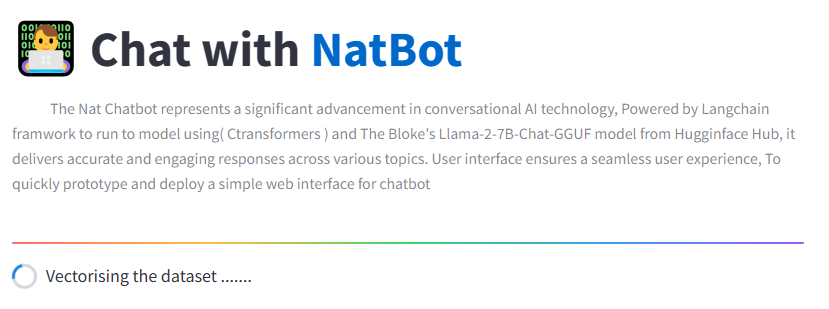 Chat with NatBot
The Nat Chatbot represents a significant advancement in conversational AI technology, Powered by Langchain
framwork to run to model using( Ctransformers ) and The Bloke's Llama-2-7B-Chat-GGUF model from Hugginface Hub, it
delivers accurate and engaging responses across various topics. User interface ensures a seamless user experience, To
quickly prototype and deploy a simple web interface for chatbot
Vectorising the dataset .......